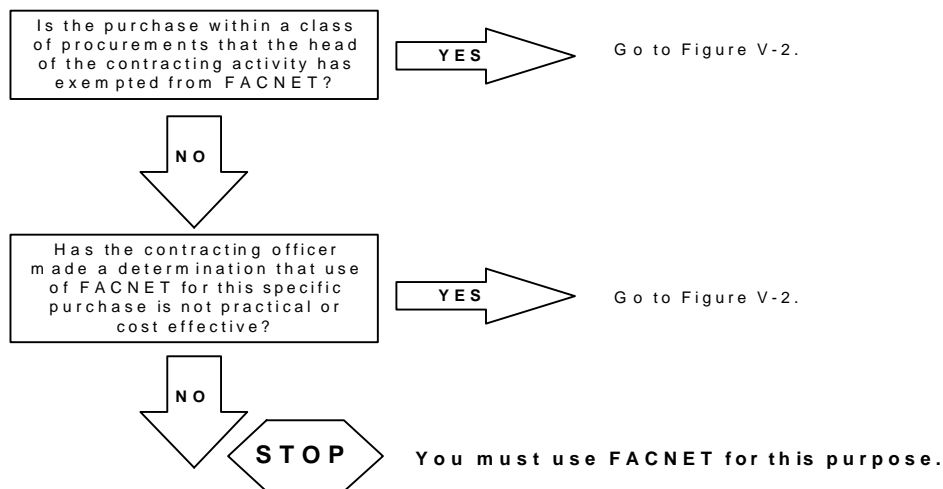 Is the purchase within a class
of procurements that the head
of the contracting activity has
exempted from FACNET?
YES
Go to Figure V-2.
NO
Has the contracting officer
made a determination that use
of FACNET for this specific
purchase is not practical or
cost effective?
YES
Go to Figure V-2.
NO
STOP
You must use FACNET for this purpose.